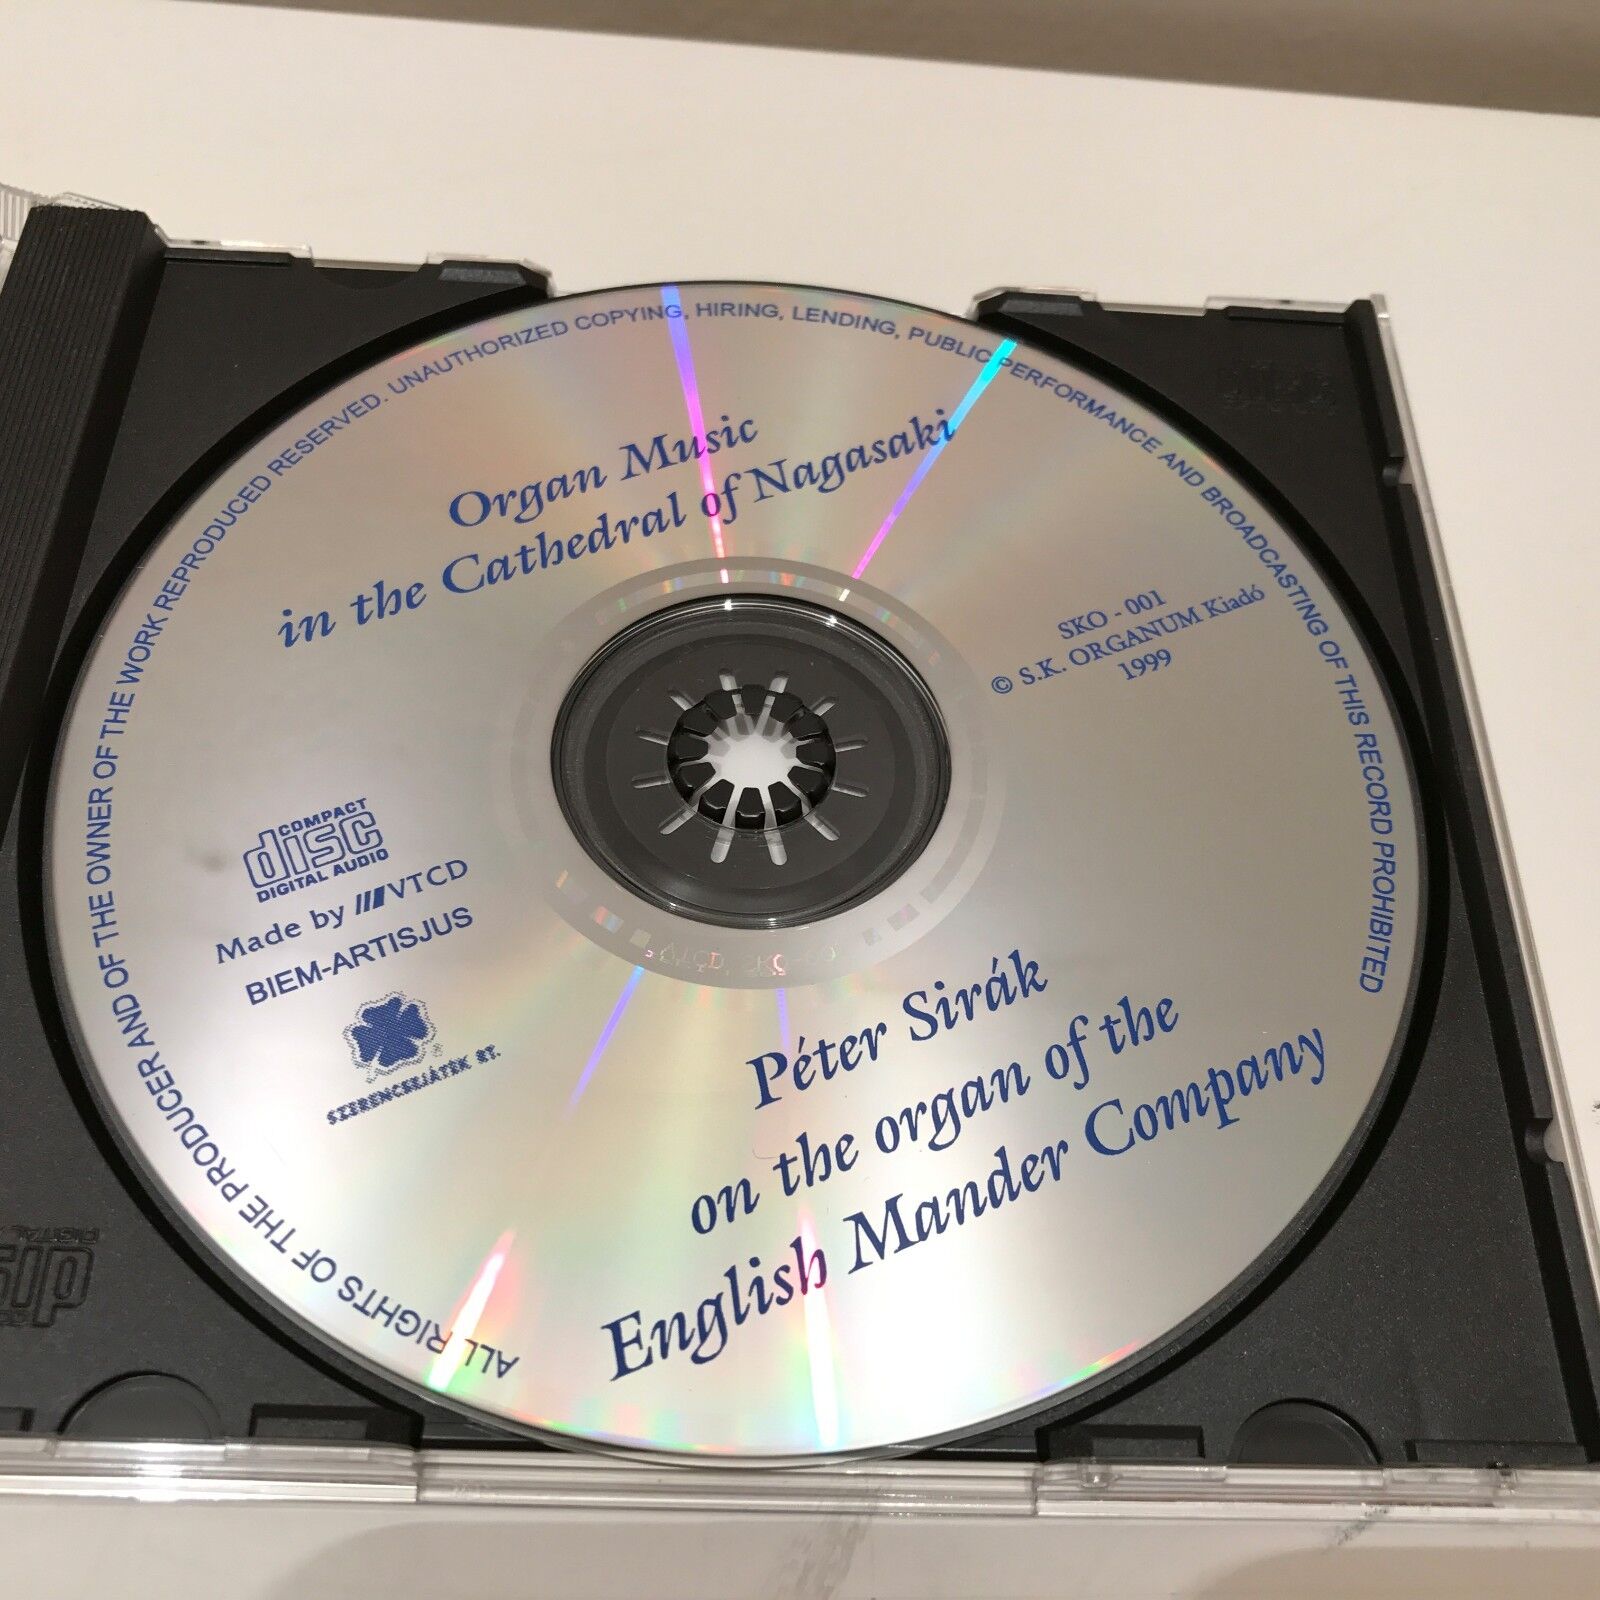 Organ Music
in the Cathedral of Nagasaki
SKO - 001
© S.K. ORGANUM Kiadó
1999
COMPACT
disc
DIGITAL AUDIO
Made by VTCD
BIEM-ARTISJUS
SZERENCSEJÁTÉK RT.
Péter Sirák
on the organ of the
English Mander Company
ALL RIGHTS OF THE PRODUCER AND OF THE OWNER OF THE WORK REPRODUCED RESERVED. UNAUTHORIZED COPYING, HIRING, LENDING, PUBLIC PERFORMANCE AND BROADCASTING OF THIS RECORD PROHIBITED